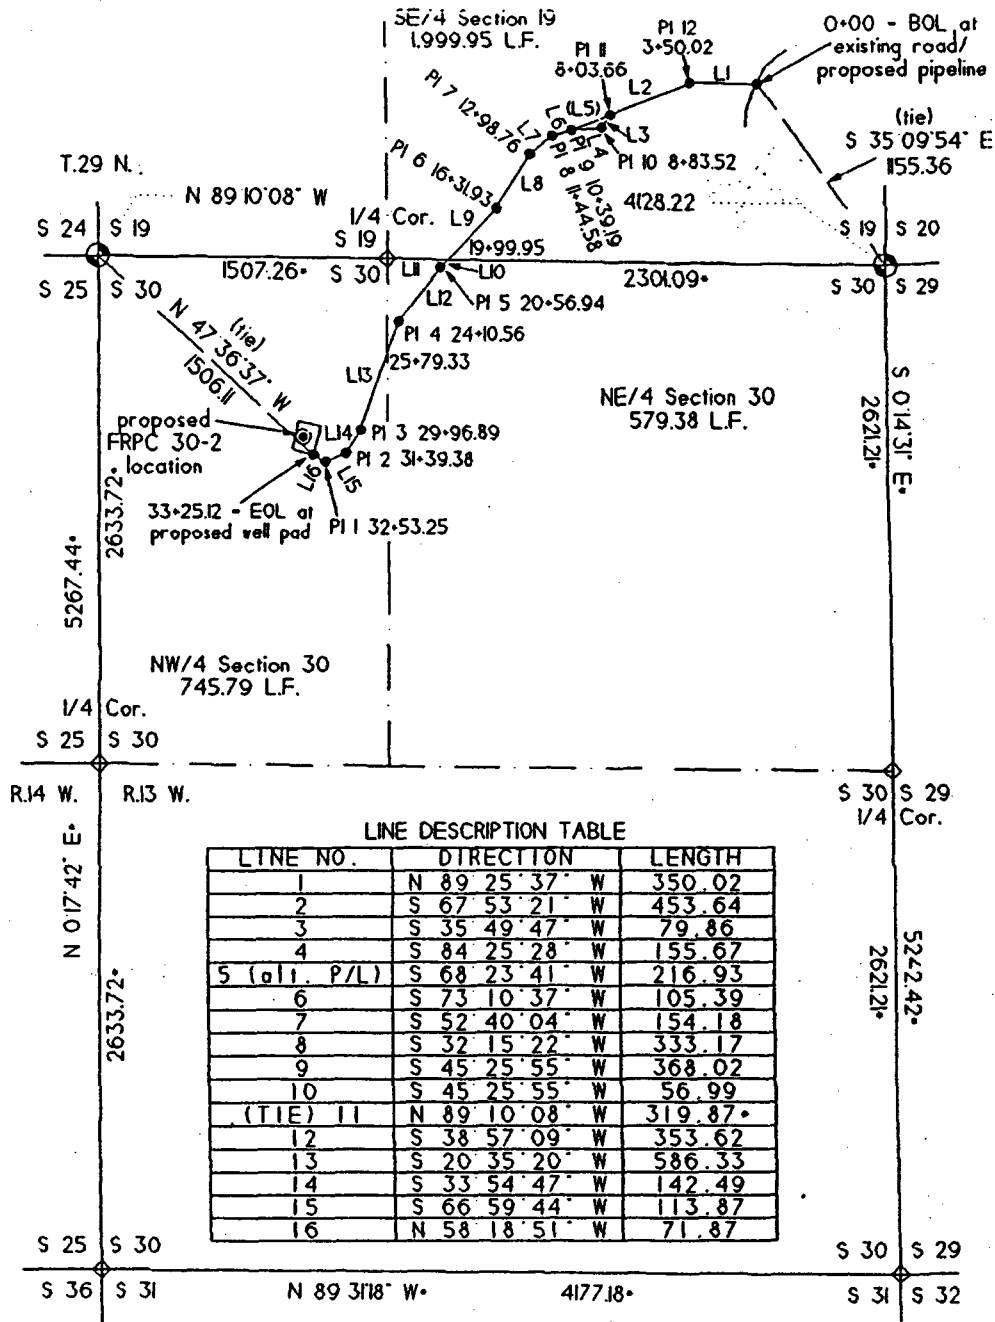 SE/4 Section 19
1,999.95 L.F.
PI 12
3+50.02
0+00 - BOL at
existing road/
proposed pipeline
PI 11
8+03.66
L2
L1
PI 7 12+98.76
(L5)
L6
L7
L3
L4
PI 10 8+83.52
(tie)
S 35°09'54" E
1155.36
PI 6 16+31.93
PI 9 10+39.19
PI 8 11+44.58
L8
T.29 N.
N 89°10'08" W
4128.22
1/4 Cor.
L9
S 24 S 19
S 19
19+99.95
S 19 S 20
1507.26*
S 30
L11
L10
2301.09*
S 30 S 29
S 25 S 30
L12
PI 5 20+56.94
N 47°36'37" W
(tie)
1506.11
PI 4 24+10.56
25+79.33
L13
NE/4 Section 30
579.38 L.F.
S 0°14'31" E*
2621.21*
proposed
FRPC 30-2
location
L14
PI 3 29+96.89
PI 2 31+39.38
L15
L16
33+25.12 - EOL at
proposed well pad
PI 1 32+53.25
2633.72*
5267.44*
NW/4 Section 30
745.79 L.F.
1/4 Cor.
S 25 S 30
R.14 W. R.13 W.
S 30 S 29
1/4 Cor.
N 0°17'42" E*
2633.72*
5242.42*
2621.21*
LINE DESCRIPTION TABLE
LINE NO. DIRECTION LENGTH
1 N 89°25'37" W 350.02
2 S 67°53'21" W 453.64
3 S 35°49'47" W 79.86
4 S 84°25'28" W 155.67
5 (alt. P/L) S 68°23'41" W 216.93
6 S 73°10'37" W 105.39
7 S 52°40'04" W 154.18
8 S 32°15'22" W 333.17
9 S 45°25'55" W 368.02
10 S 45°25'55" W 56.99
(TIE) 11 N 89°10'08" W 319.87*
12 S 38°57'09" W 353.62
13 S 20°35'20" W 586.33
14 S 33°54'47" W 142.49
15 S 66°59'44" W 113.87
16 N 58°18'51" W 71.87
S 25 S 30
S 30 S 29
S 36 S 31
N 89°31'18" W*
4177.18*
S 31 S 32